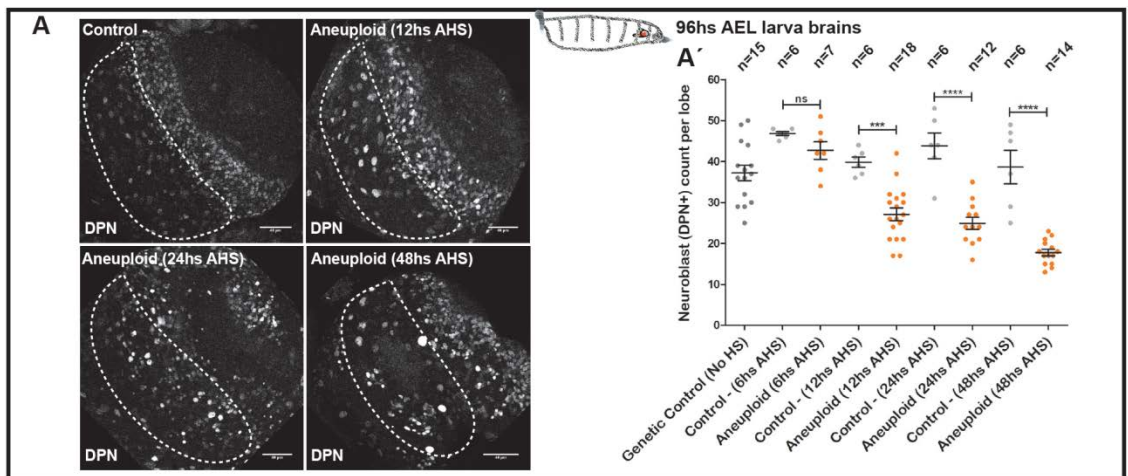 A
Control -
Aneuploid (12hs AHS)
DPN
DPN
Aneuploid (24hs AHS)
Aneuploid (48hs AHS)
DPN
DPN
96hs AEL larva brains
A´
n=15
n=6
n=7
n=6
n=18
n=6
n=12
n=6
n=14
Neuroblast (DPN+) count per lobe
60
50
40
30
20
10
0
ns
***
****
****
Genetic Control (No HS)
Control - (6hs AHS)
Aneuploid (6hs AHS)
Control - (12hs AHS)
Aneuploid (12hs AHS)
Control - (24hs AHS)
Aneuploid (24hs AHS)
Control - (48hs AHS)
Aneuploid (48hs AHS)